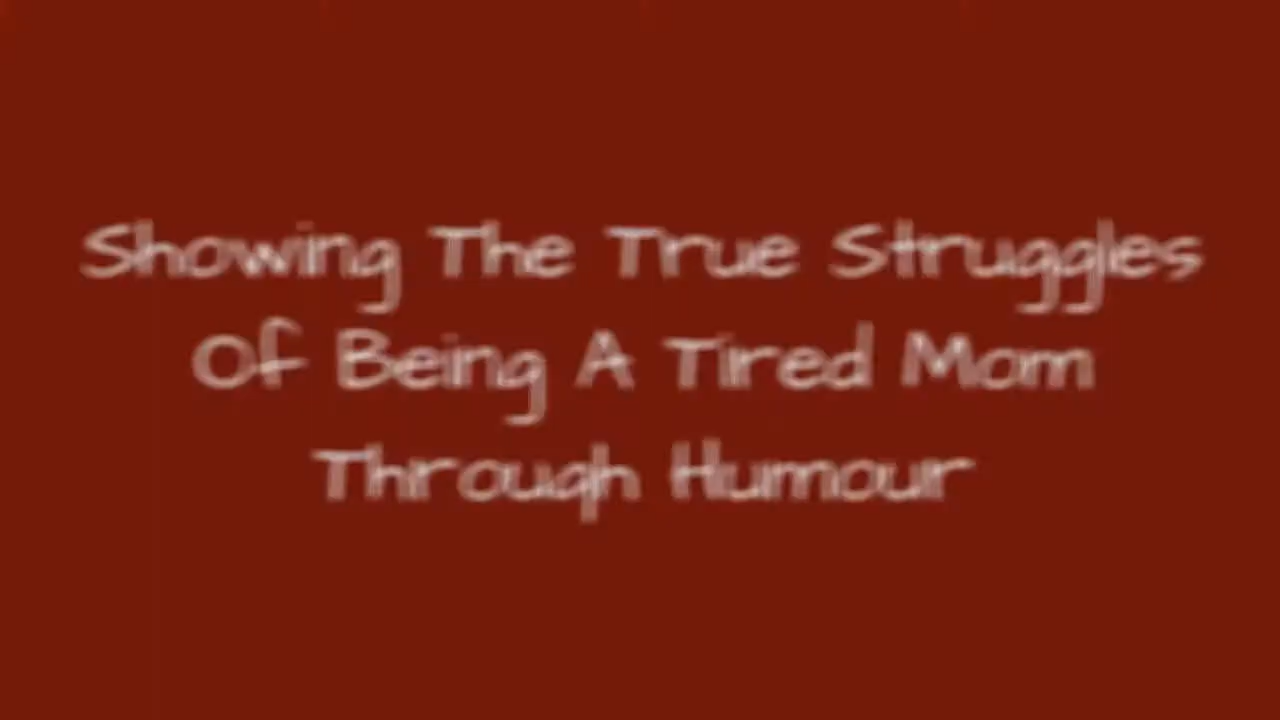 Showing The True Struggles
Of Being A Tired Mom
Through Humour